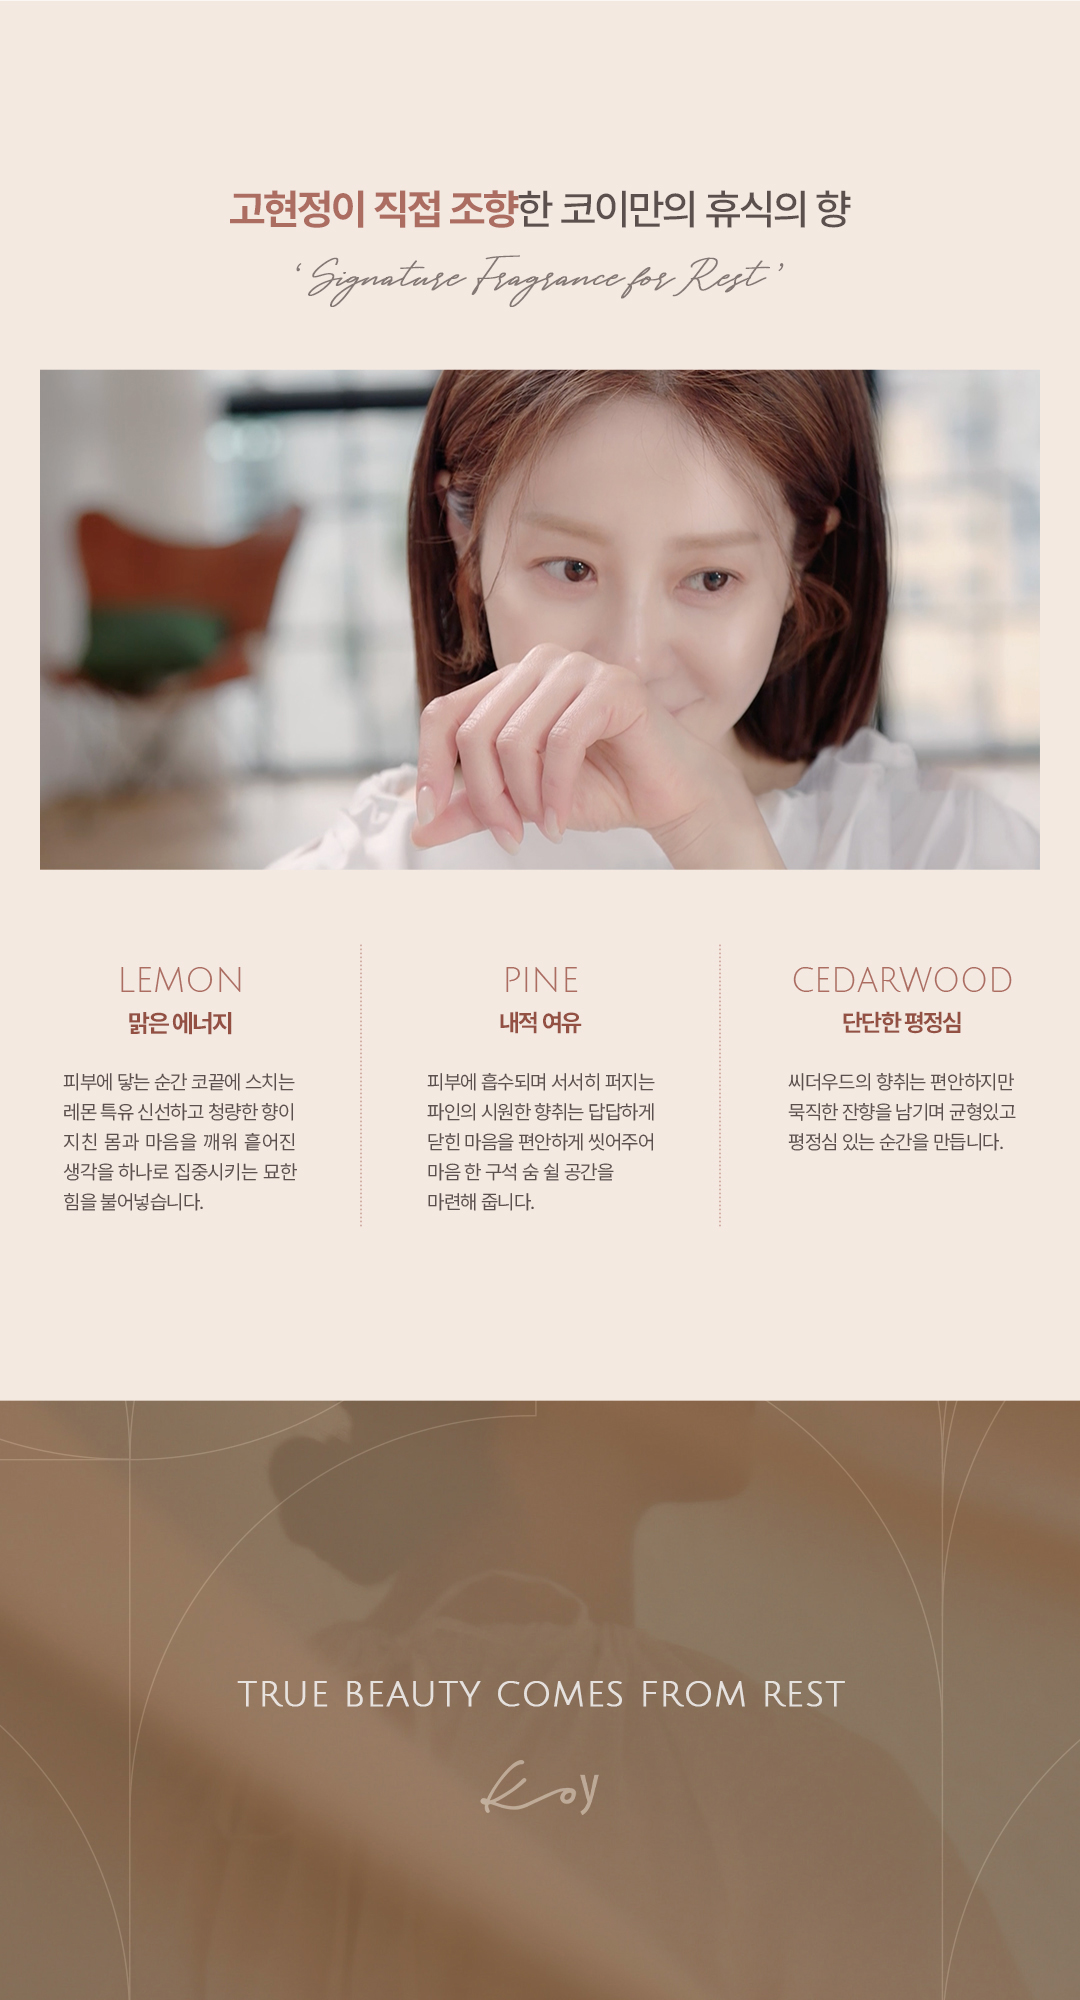 고현정이 직접 조향한 코이만의 휴식의 향
‘ Signature Fragrance for Rest ’
LEMON
맑은 에너지
피부에 닿는 순간 코끝에 스치는
레몬 특유 신선하고 청량한 향이
지친 몸과 마음을 깨워 흩어진
생각을 하나로 집중시키는 묘한
힘을 불어넣습니다.
PINE
내적 여유
피부에 흡수되며 서서히 퍼지는
파인의 시원한 향취는 답답하게
닫힌 마음을 편안하게 씻어주어
마음 한 구석 숨 쉴 공간을
마련해 줍니다.
CEDARWOOD
단단한 평정심
씨더우드의 향취는 편안하지만
묵직한 잔향을 남기며 균형있고
평정심 있는 순간을 만듭니다.
TRUE BEAUTY COMES FROM REST
Koy